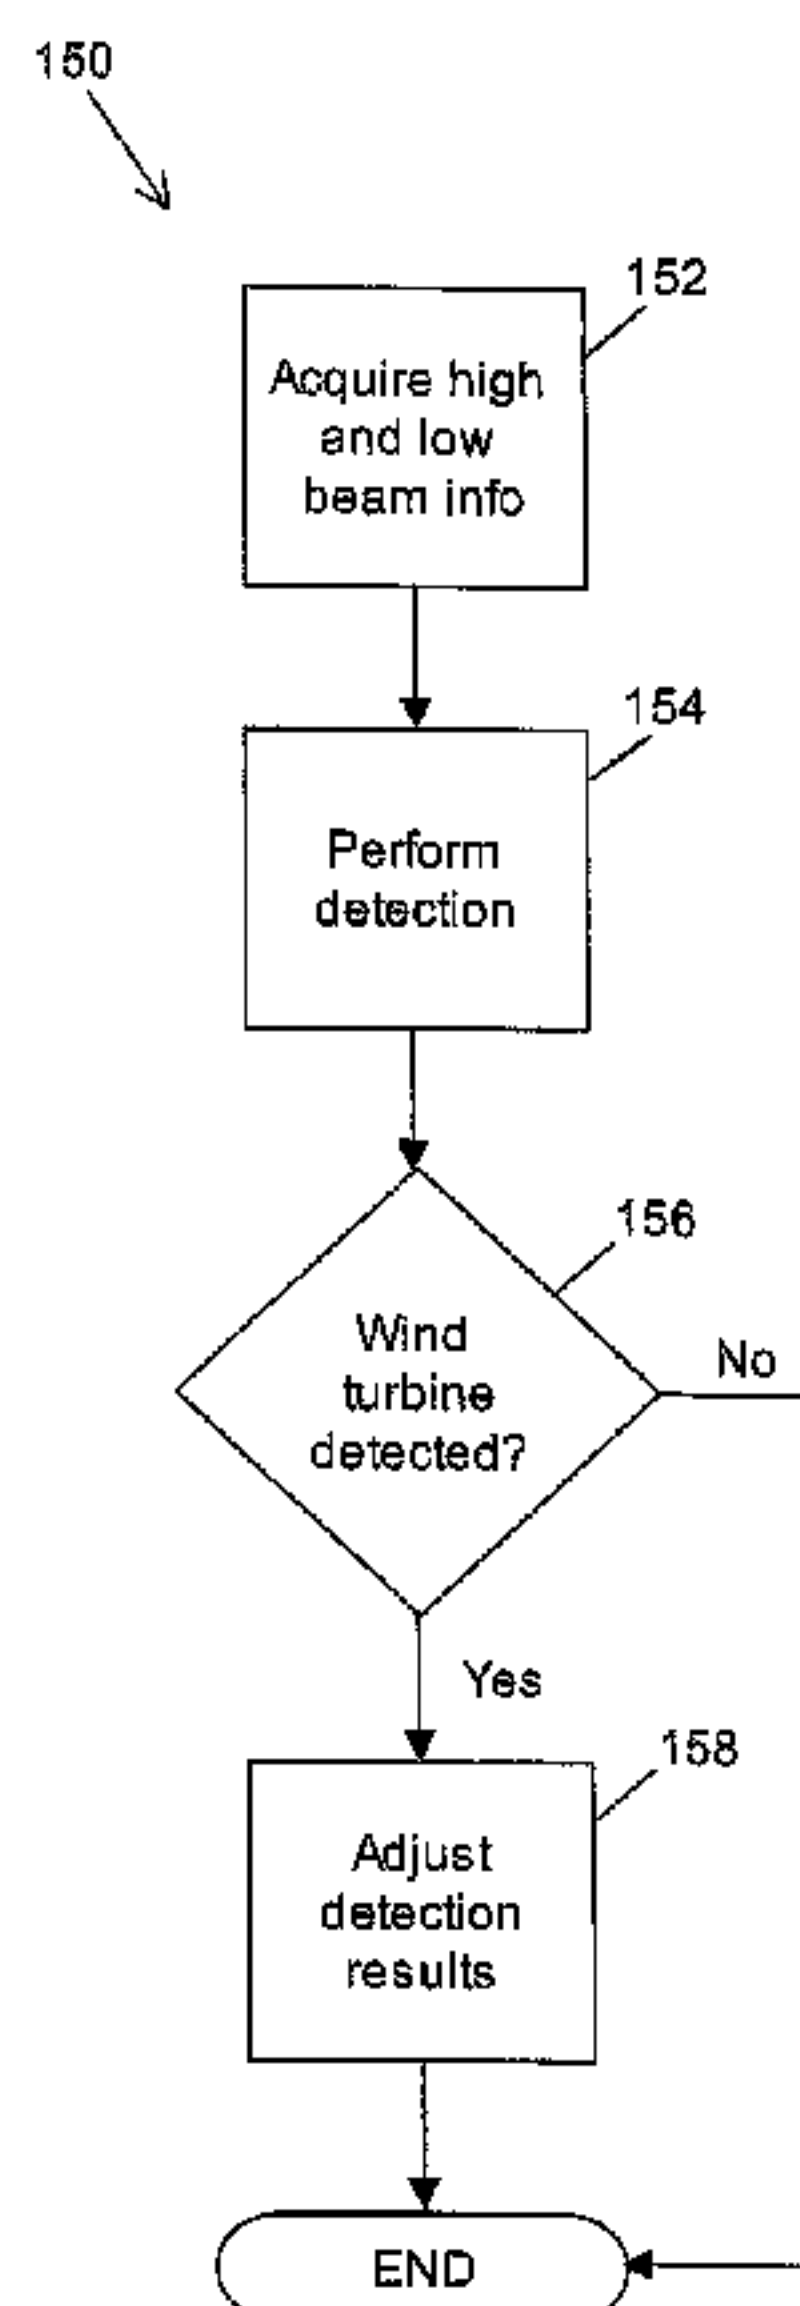 150
152
Acquire high
and low
beam info
154
Perform
detection
156
Wind
turbine
detected?
No
Yes
158
Adjust
detection
results
END